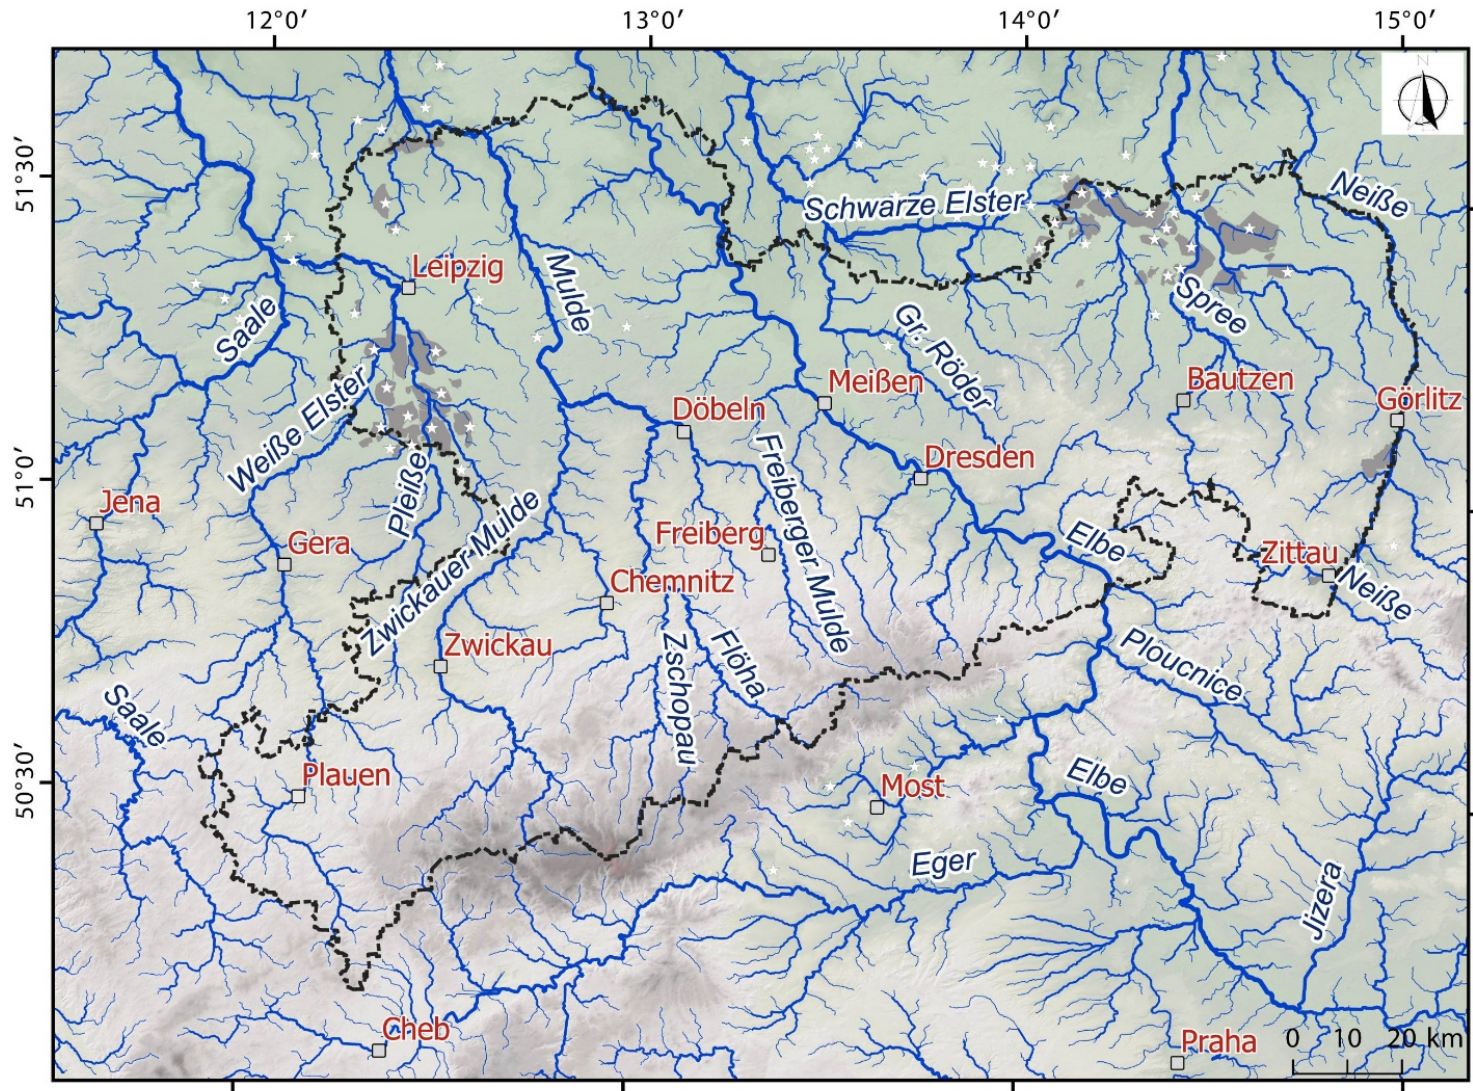 12°0′ 13°0′ 14°0′ 15°0′
N
51°30′
Neiße
Schwarze Elster
Leipzig
Mulde
Spree
Saale
Gr. Röder
Meißen
Bautzen
Görlitz
Döbeln
Weiße Elster
Freiberger Mulde
Dresden
51°0′
Pleiße
Jena
Zwickauer Mulde
Elbe
Freiberg
Gera
Zittau
Chemnitz
Neiße
Zwickau
Zschopau
Flöha
Ploucnice
Saale
50°30′
Plauen
Most
Elbe
Eger
Jizera
Cheb
Praha
0 10 20 km